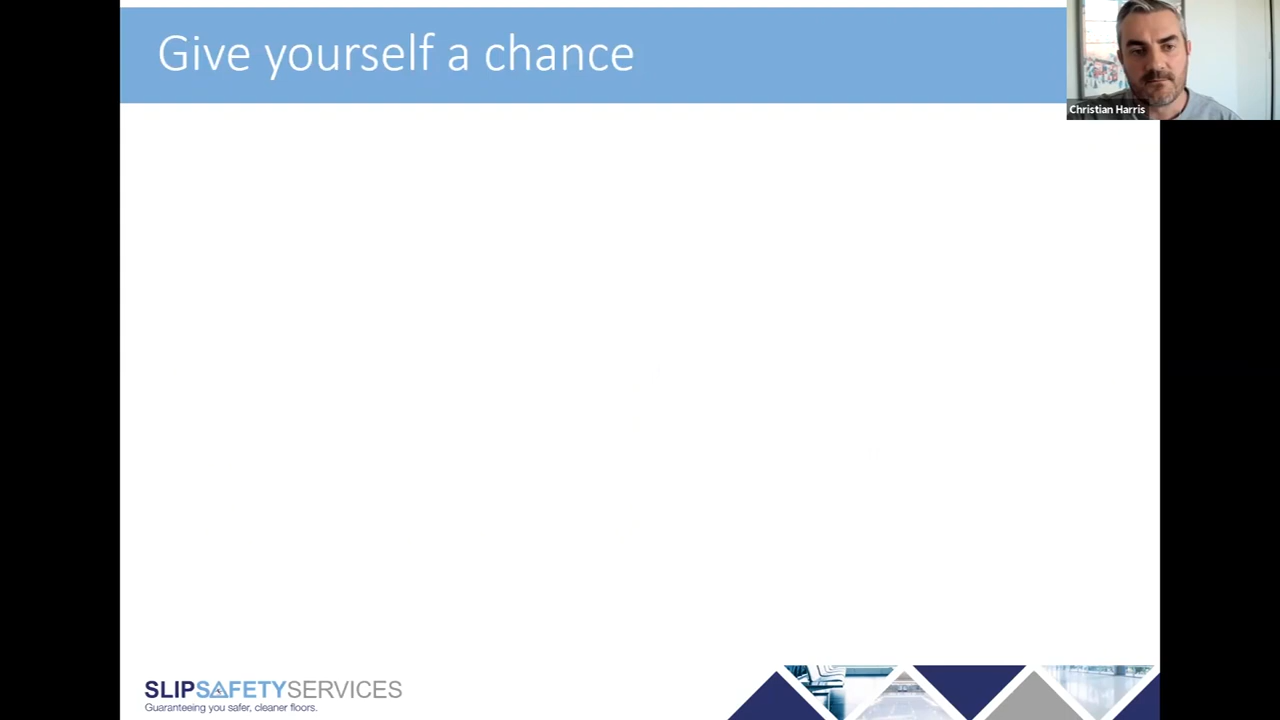 Give yourself a chance
Christian Harris
SLIPSAFETYSERVICES
Guaranteeing you safer, cleaner floors.